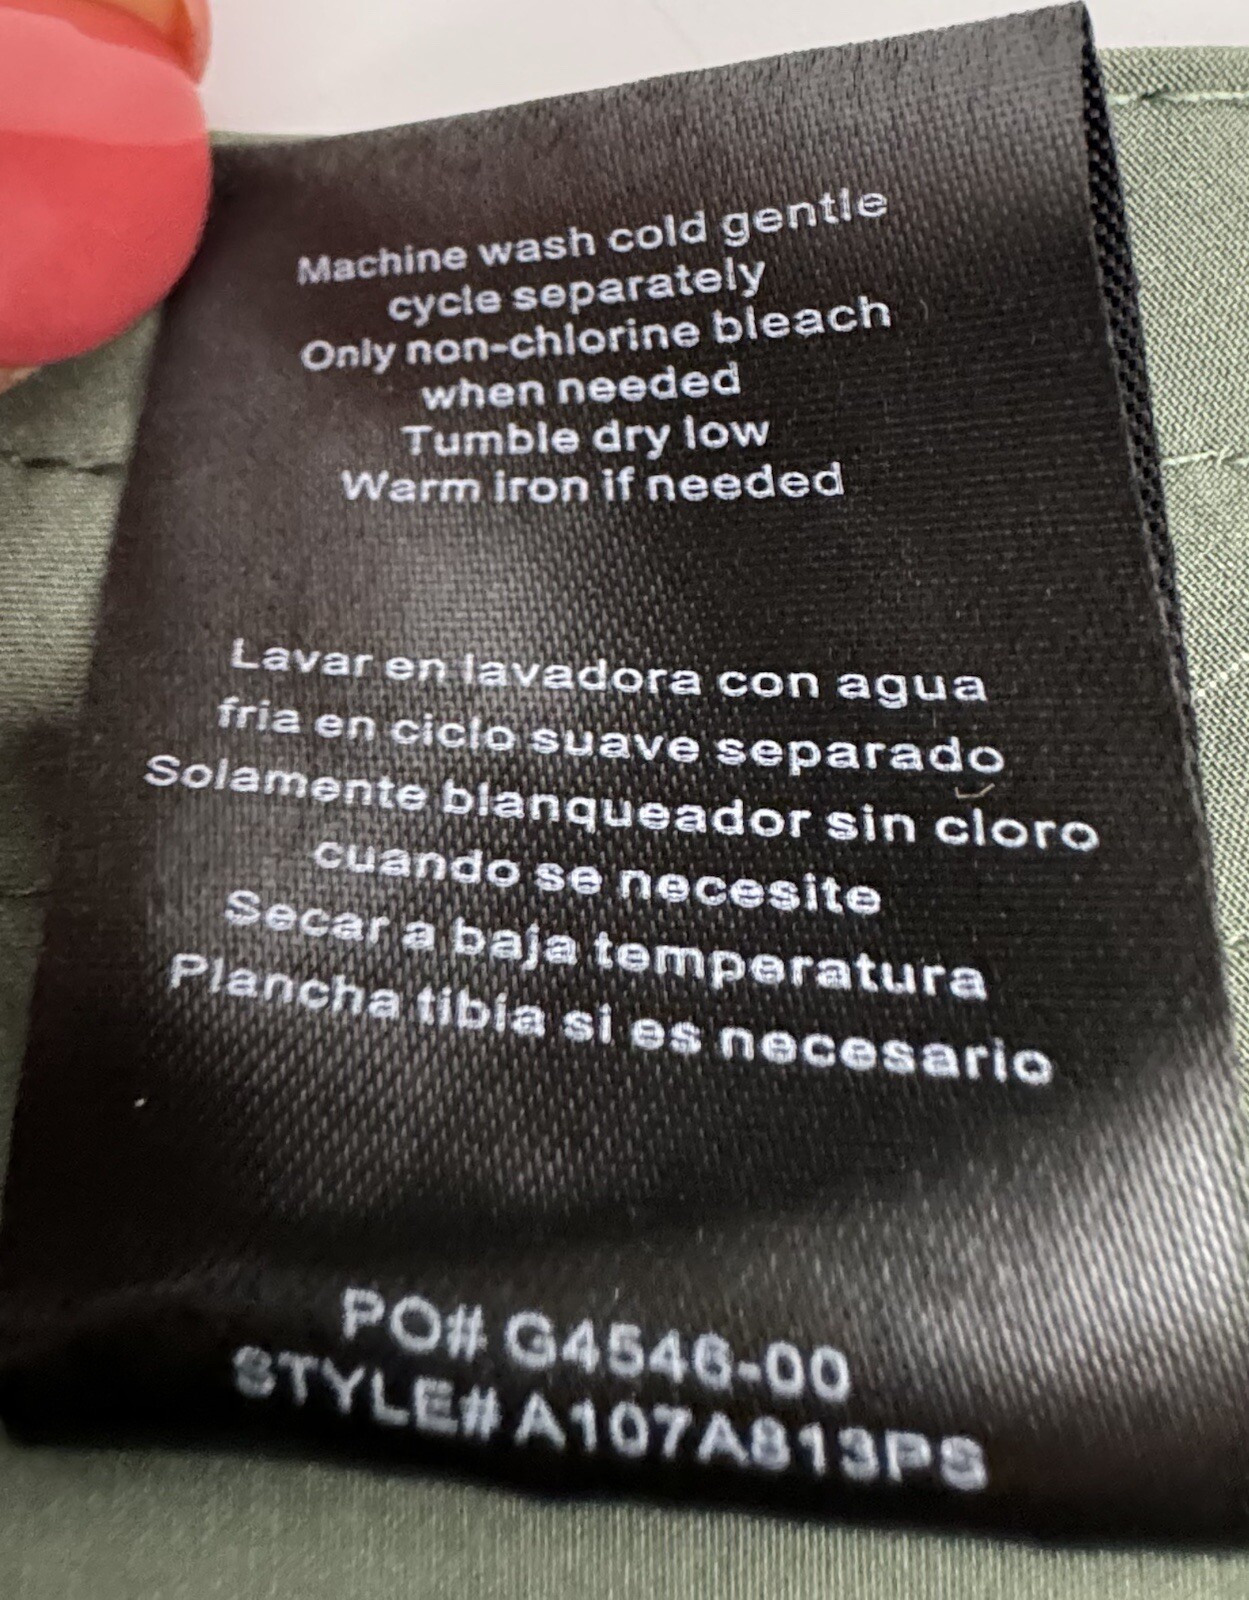 Machine wash cold gentle
cycle separately
Only non-chlorine bleach
when needed
Tumble dry low
Warm iron if needed
Lavar en lavadora con agua
fria en ciclo suave separado
Solamente blanqueador sin cloro
cuando se necesite
Secar a baja temperatura
Plancha tibia si es necesario
PO# G4546-00
STYLE# A107A813PS